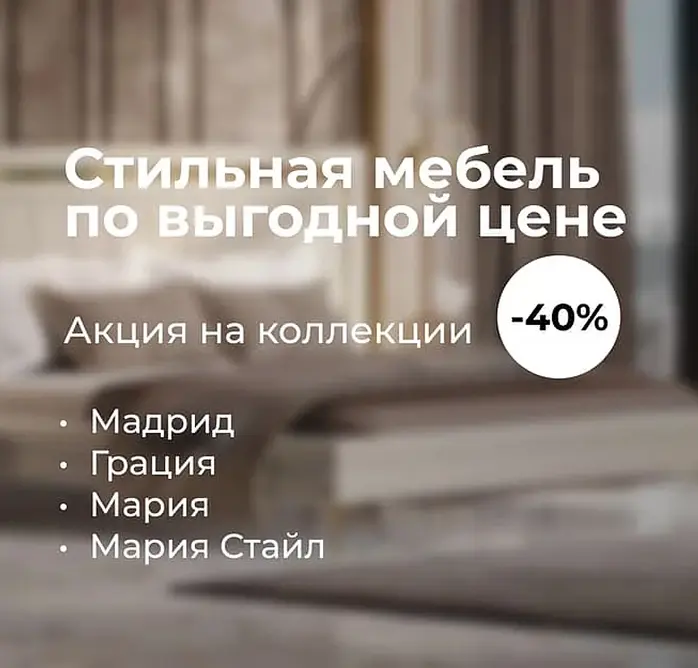 Стильная мебель
по выгодной цене
Акция на коллекции
-40%
• Мадрид
• Грация
• Мария
• Мария Стайл